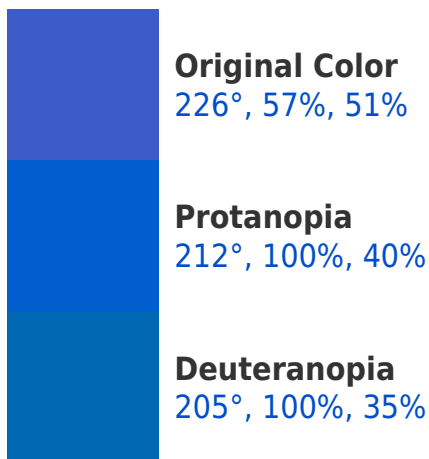 Original Color
226°, 57%, 51%
Protanopia
212°, 100%, 40%
Deuteranopia
205°, 100%, 35%